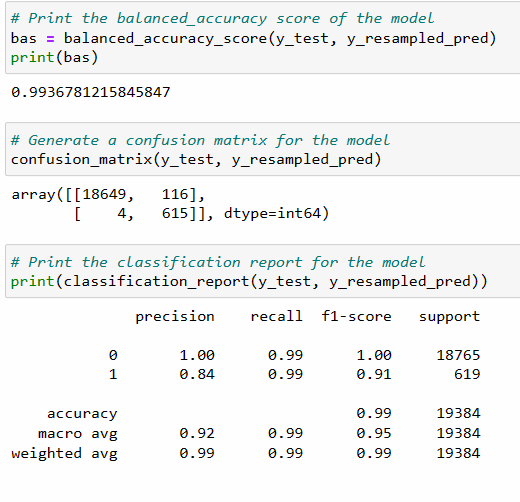 # Print the balanced_accuracy score of the model
bas = balanced_accuracy_score(y_test, y_resampled_pred)
print(bas)
0.9936781215845847
# Generate a confusion matrix for the model
confusion_matrix(y_test, y_resampled_pred)
array([[18649,   116],
       [    4,   615]], dtype=int64)
# Print the classification report for the model
print(classification_report(y_test, y_resampled_pred))
              precision    recall  f1-score   support
           0       1.00      0.99      1.00     18765
           1       0.84      0.99      0.91       619
    accuracy                           0.99     19384
   macro avg       0.92      0.99      0.95     19384
weighted avg       0.99      0.99      0.99     19384